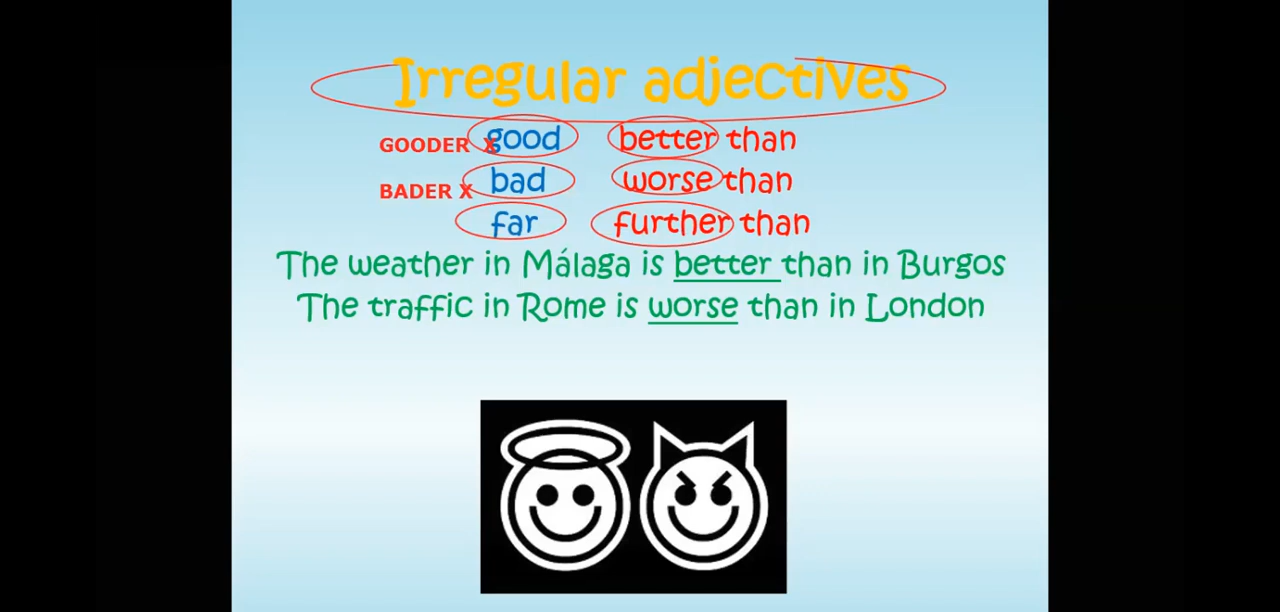 Irregular adjectives
GOODER X good better than
BADER X bad worse than
far further than
The weather in Málaga is better than in Burgos
The traffic in Rome is worse than in London